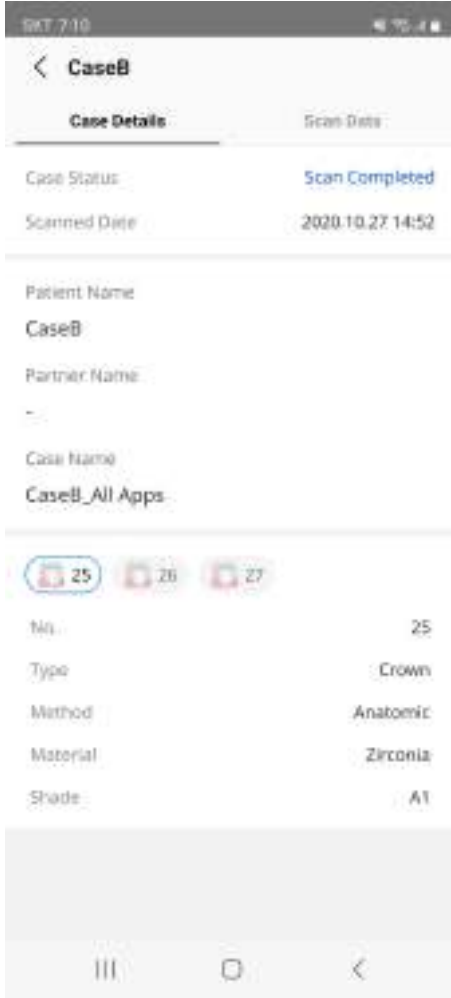 SKT 7:10
CaseB
Case Details Scan Data
Case Status Scan Completed
Scanned Date 2020.10.27 14:52
Patient Name
CaseB
Partner Name
-
Case Name
CaseB_All Apps
25 26 27
No. 25
Type Crown
Method Anatomic
Material Zirconia
Shade A1